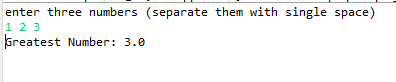 enter three numbers (separate them with single space)
1 2 3
Greatest Number: 3.0